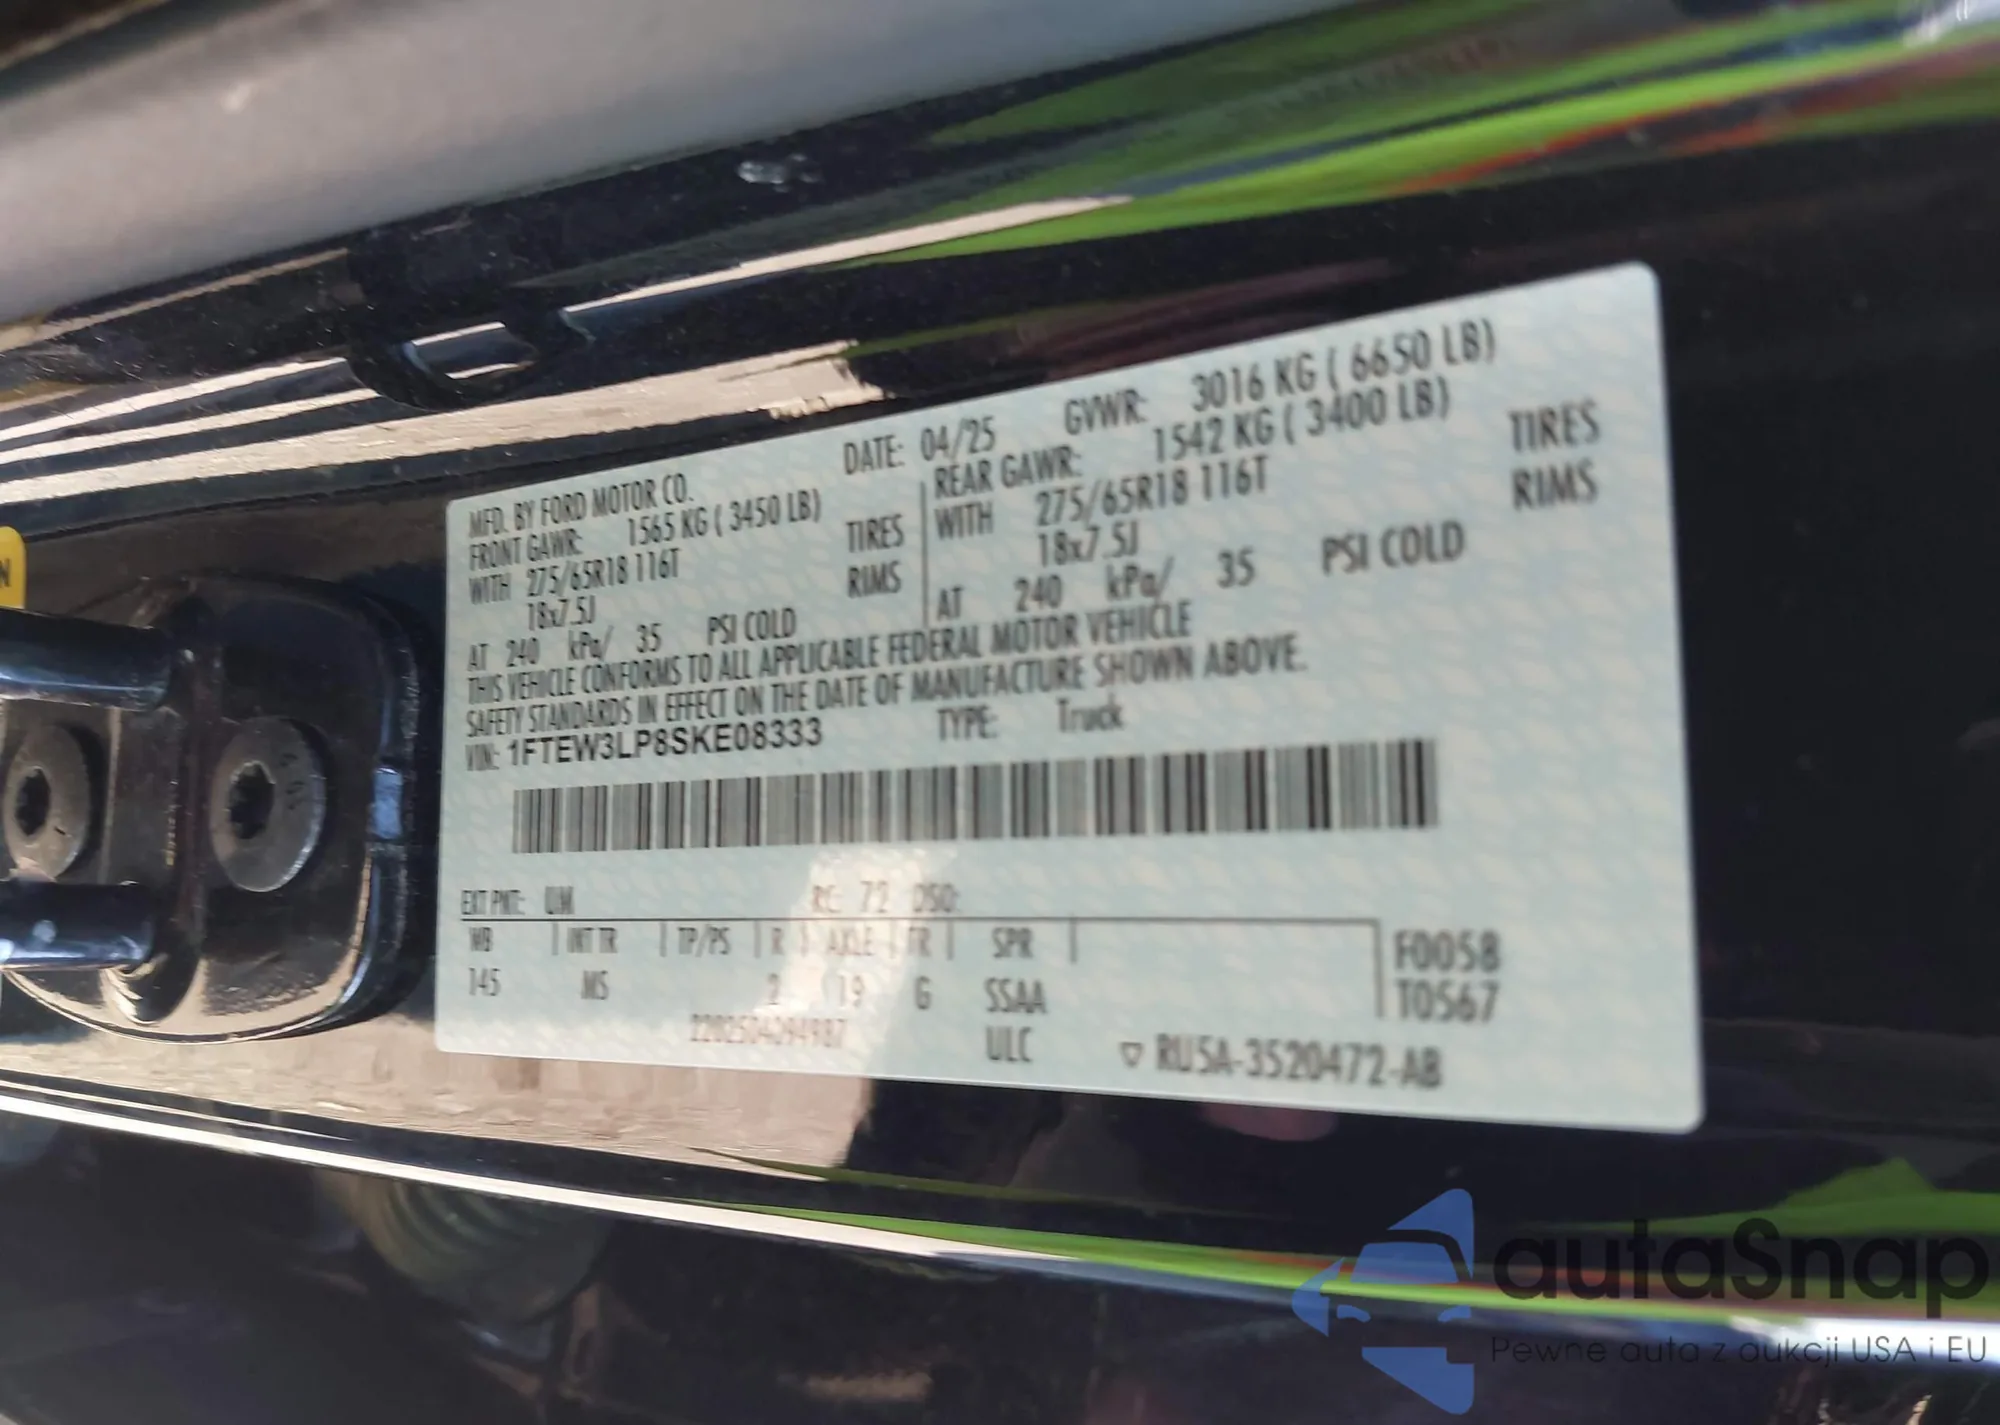 MFD. BY FORD MOTOR CO.
DATE: 04/25
GVWR: 3016 KG ( 6650 LB)
FRONT GAWR: 1565 KG ( 3450 LB)
WITH 275/65R18 116T TIRES
18x7.5J RIMS
AT 240 kPa/ 35 PSI COLD
REAR GAWR: 1542 KG ( 3400 LB)
WITH 275/65R18 116T TIRES
18x7.5J RIMS
AT 240 kPa/ 35 PSI COLD
THIS VEHICLE CONFORMS TO ALL APPLICABLE FEDERAL MOTOR VEHICLE
SAFETY STANDARDS IN EFFECT ON THE DATE OF MANUFACTURE SHOWN ABOVE.
VIN: 1FTEW3LP8SKE08333 TYPE: Truck
EXT PNT: UM RC: 72 DSO:
WB INT TR TP/PS R AXLE TR SPR
145 MS 2 19 G SSAA
F0058
T0567
2202504094987 ULC ▽ RU5A-3520472-AB
N
autaSnap
Pewne auta z aukcji USA i EU